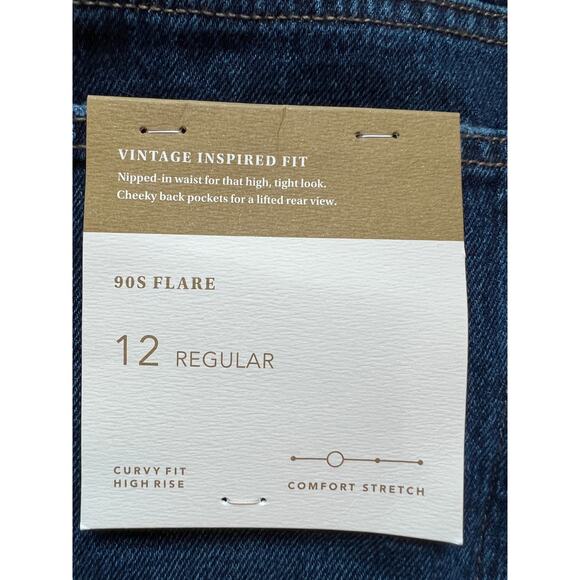 VINTAGE INSPIRED FIT
Nipped-in waist for that high, tight look.
Cheeky back pockets for a lifted rear view.
90S FLARE
12 REGULAR
CURVY FIT
HIGH RISE
COMFORT STRETCH